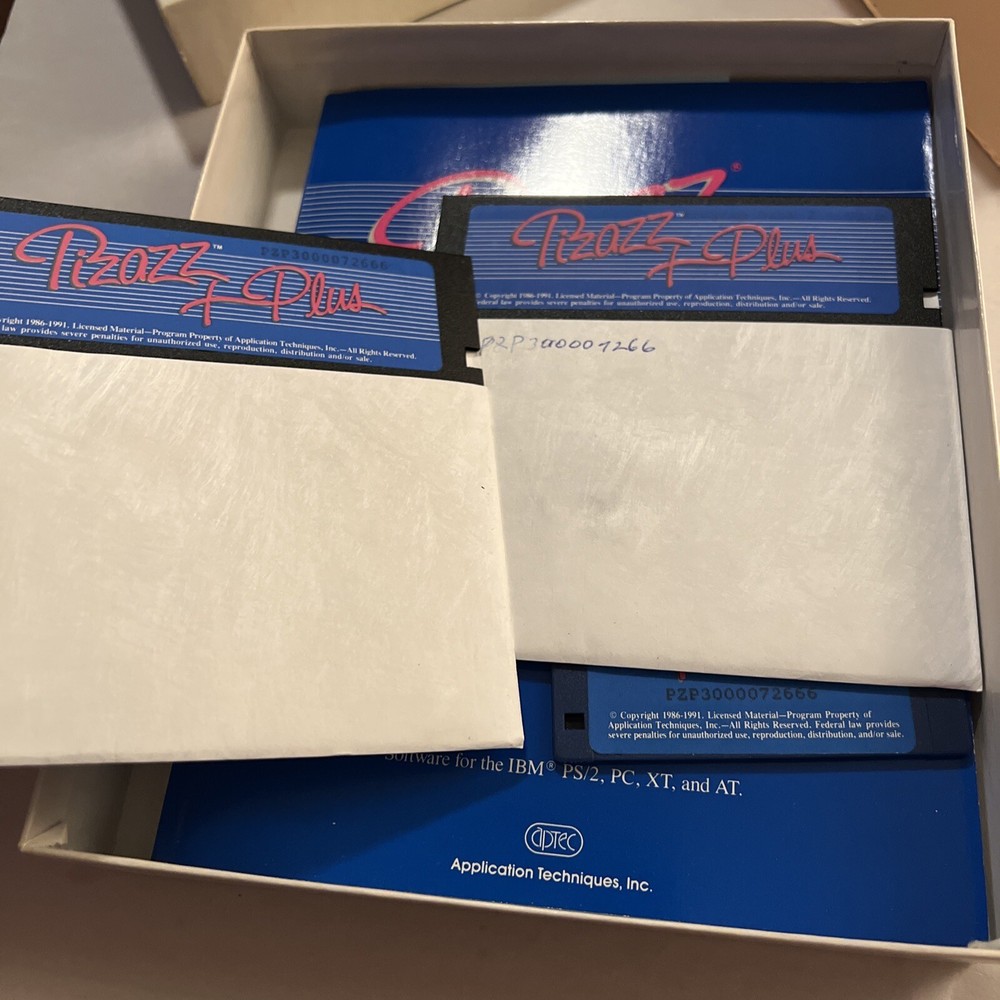 Pizazz™
+ Plus
PZP3000072666
right 1986-1991. Licensed Material—Program Property of Application Techniques, Inc.—All Rights Reserved.
law provides severe penalties for unauthorized use, reproduction, distribution and/or sale.
Pizazz™
+ Plus
© Copyright 1986-1991. Licensed Material—Program Property of Application Techniques, Inc.—All Rights Reserved.
ederal law provides severe penalties for unauthorized use, reproduction, distribution and/or sale.
PZP3000072666
© Copyright 1986-1991. Licensed Material—Program Property of
Application Techniques, Inc.—All Rights Reserved. Federal law provides
severe penalties for unauthorized use, reproduction, distribution, and/or sale.
Software for the IBM® PS/2, PC, XT, and AT.
aptec
Application Techniques, Inc.